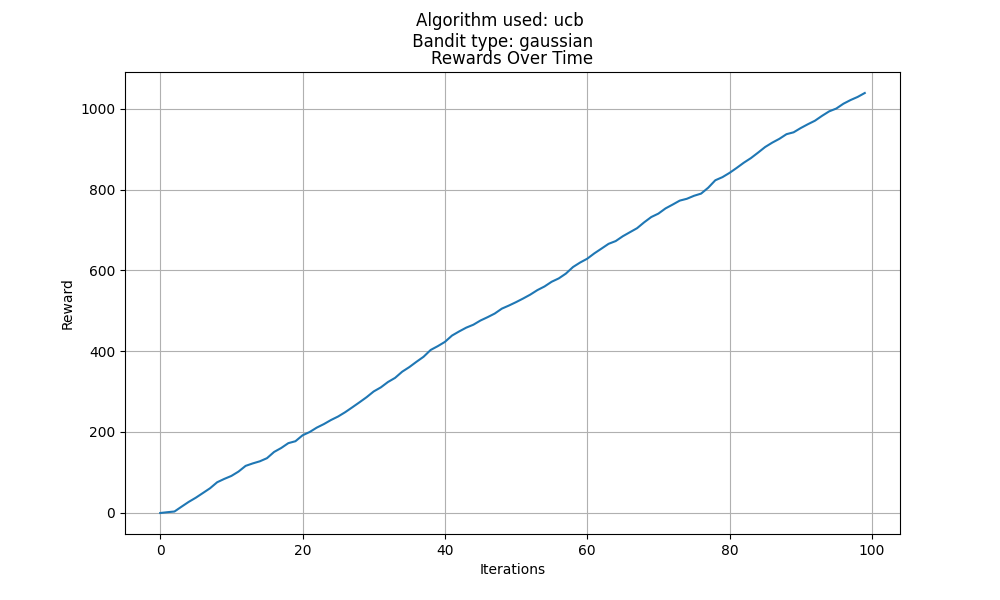 Algorithm used: ucb
Bandit type: gaussian
Rewards Over Time
1000
800
600
400
200
0
Reward
0 20 40 60 80 100
Iterations